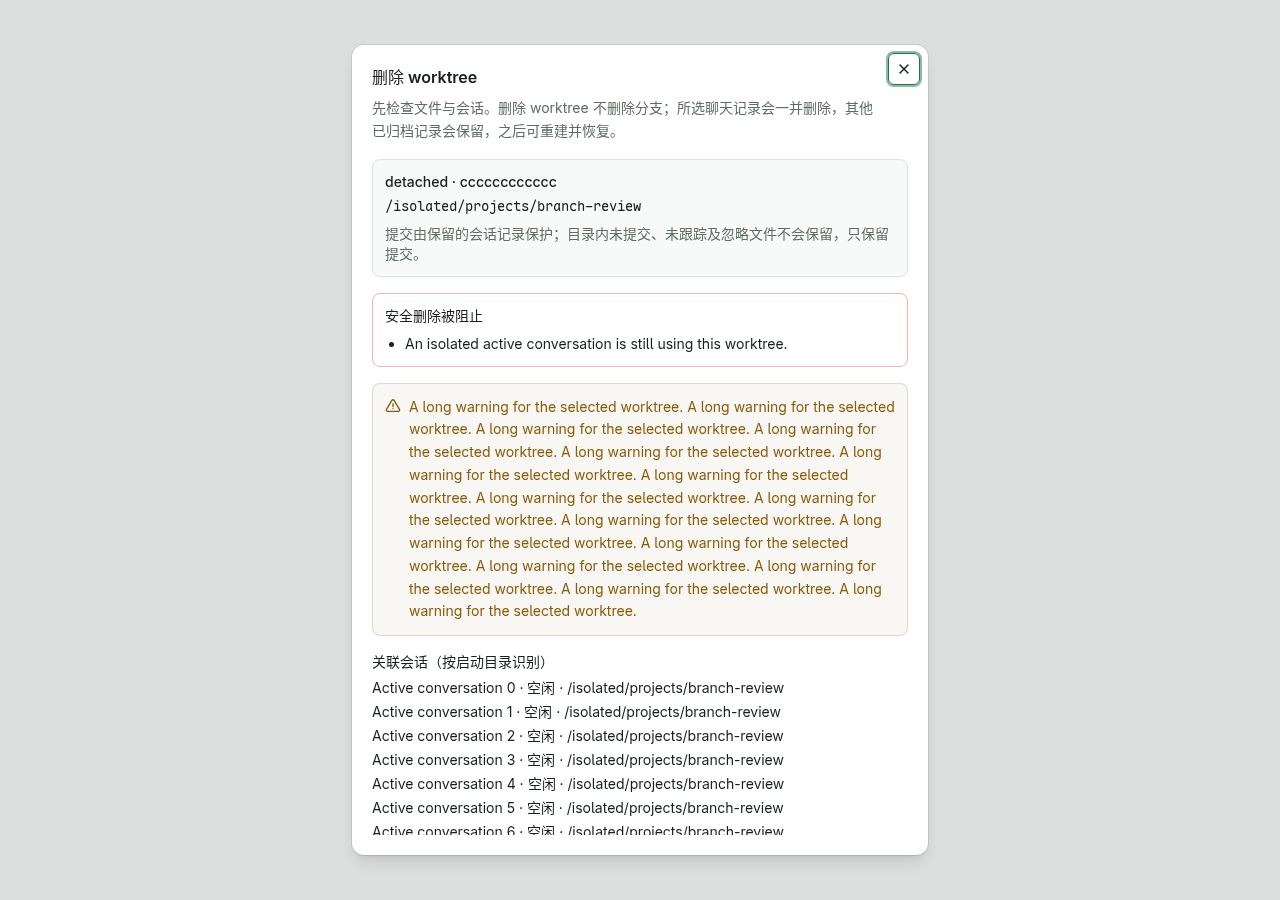 删除 worktree
先检查文件与会话。删除 worktree 不删除分支；所选聊天记录会一并删除，其他
已归档记录会保留，之后可重建并恢复。
detached · cccccccccccc
/isolated/projects/branch-review
提交由保留的会话记录保护；目录内未提交、未跟踪及忽略文件不会保留，只保留
提交。
安全删除被阻止
• An isolated active conversation is still using this worktree.
A long warning for the selected worktree. A long warning for the selected
worktree. A long warning for the selected worktree. A long warning for
the selected worktree. A long warning for the selected worktree. A long
warning for the selected worktree. A long warning for the selected
worktree. A long warning for the selected worktree. A long warning for
the selected worktree. A long warning for the selected worktree. A long
warning for the selected worktree. A long warning for the selected
worktree. A long warning for the selected worktree. A long warning for
the selected worktree. A long warning for the selected worktree. A long
warning for the selected worktree.
关联会话（按启动目录识别）
Active conversation 0 · 空闲 · /isolated/projects/branch-review
Active conversation 1 · 空闲 · /isolated/projects/branch-review
Active conversation 2 · 空闲 · /isolated/projects/branch-review
Active conversation 3 · 空闲 · /isolated/projects/branch-review
Active conversation 4 · 空闲 · /isolated/projects/branch-review
Active conversation 5 · 空闲 · /isolated/projects/branch-review
Active conversation 6 · 空闲 · /isolated/projects/branch-review